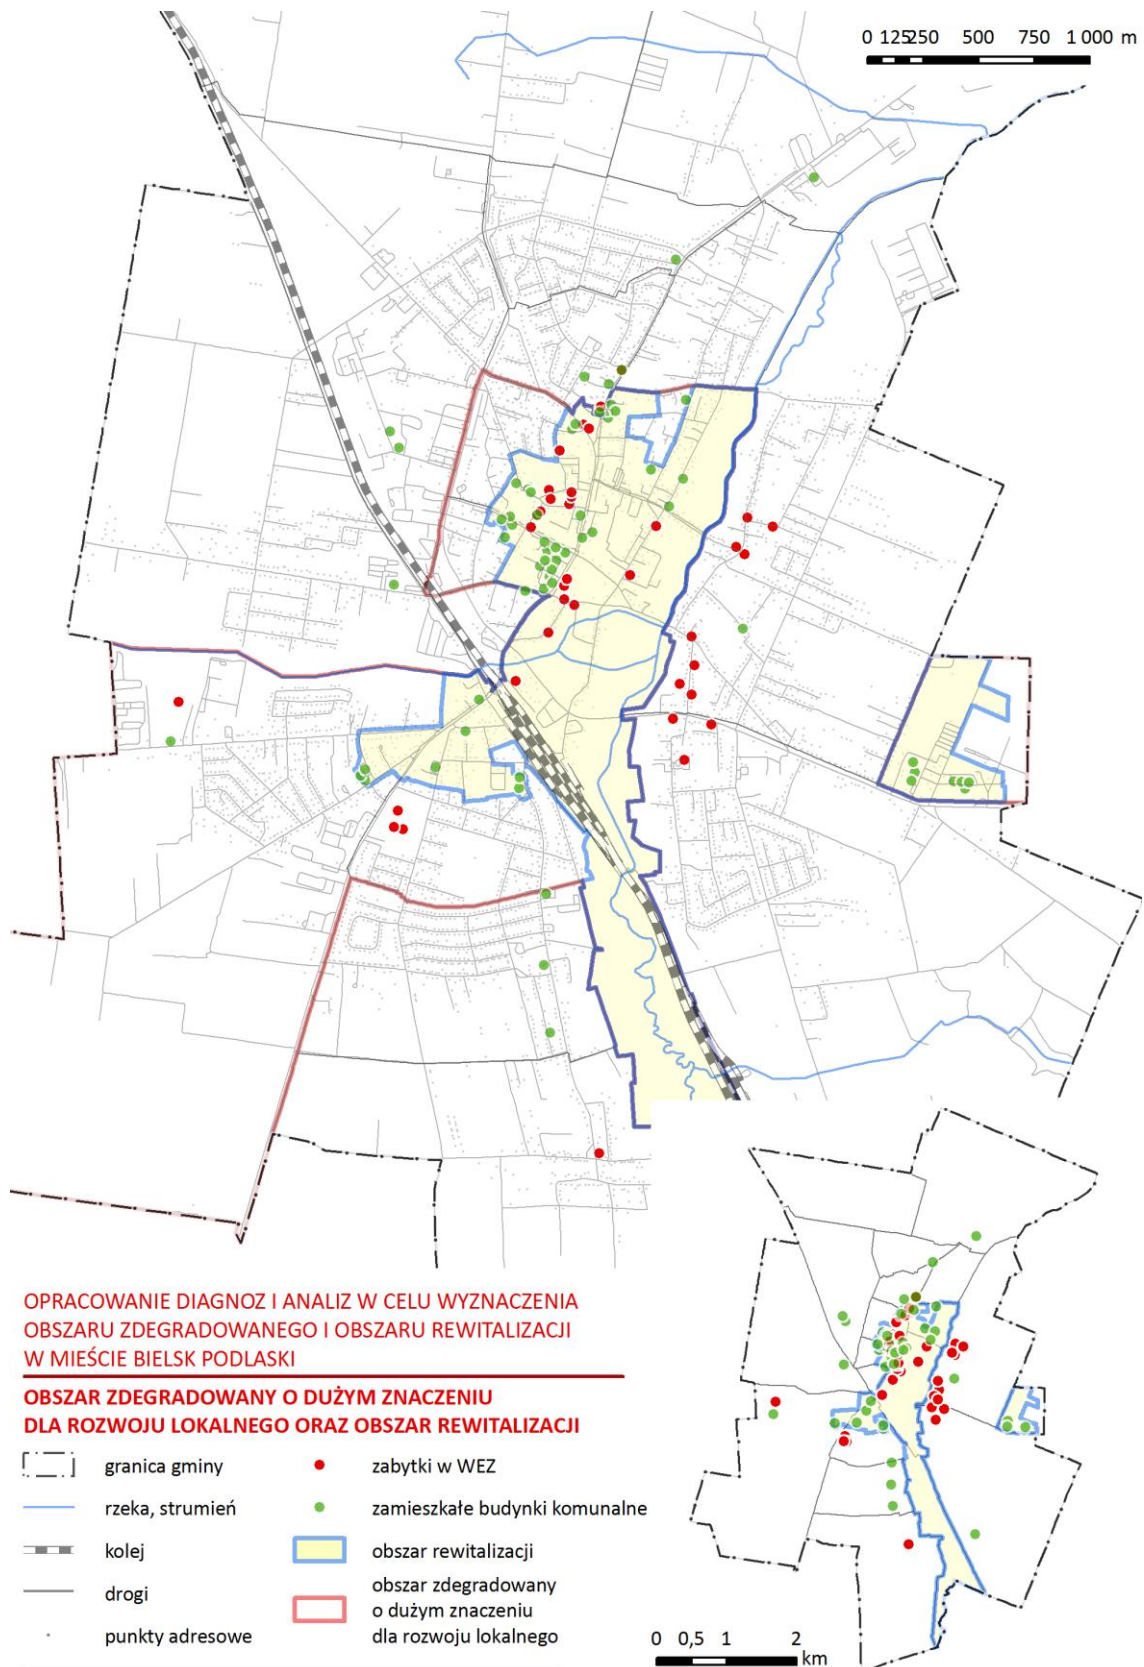 0 125250 500 750 1 000 m
OPRACOWANIE DIAGNOZ I ANALIZ W CELU WYZNACZENIA
OBSZARU ZDEGRADOWANEGO I OBSZARU REWITALIZACJI
W MIEŚCIE BIELSK PODLASKI
OBSZAR ZDEGRADOWANY O DUŻYM ZNACZENIU
DLA ROZWOJU LOKALNEGO ORAZ OBSZAR REWITALIZACJI
granica gminy
rzeka, strumień
kolej
drogi
punkty adresowe
zabytki w WEZ
zamieszkałe budynki komunalne
obszar rewitalizacji
obszar zdegradowany
o dużym znaczeniu
dla rozwoju lokalnego
0 0,5 1 2
km